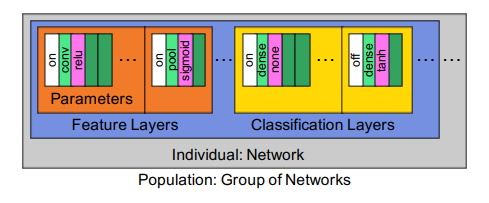 on conv relu ... on pool sigmoid ... on dense none ... off dense tanh ... ...
Parameters
Feature Layers Classification Layers
Individual: Network
Population: Group of Networks